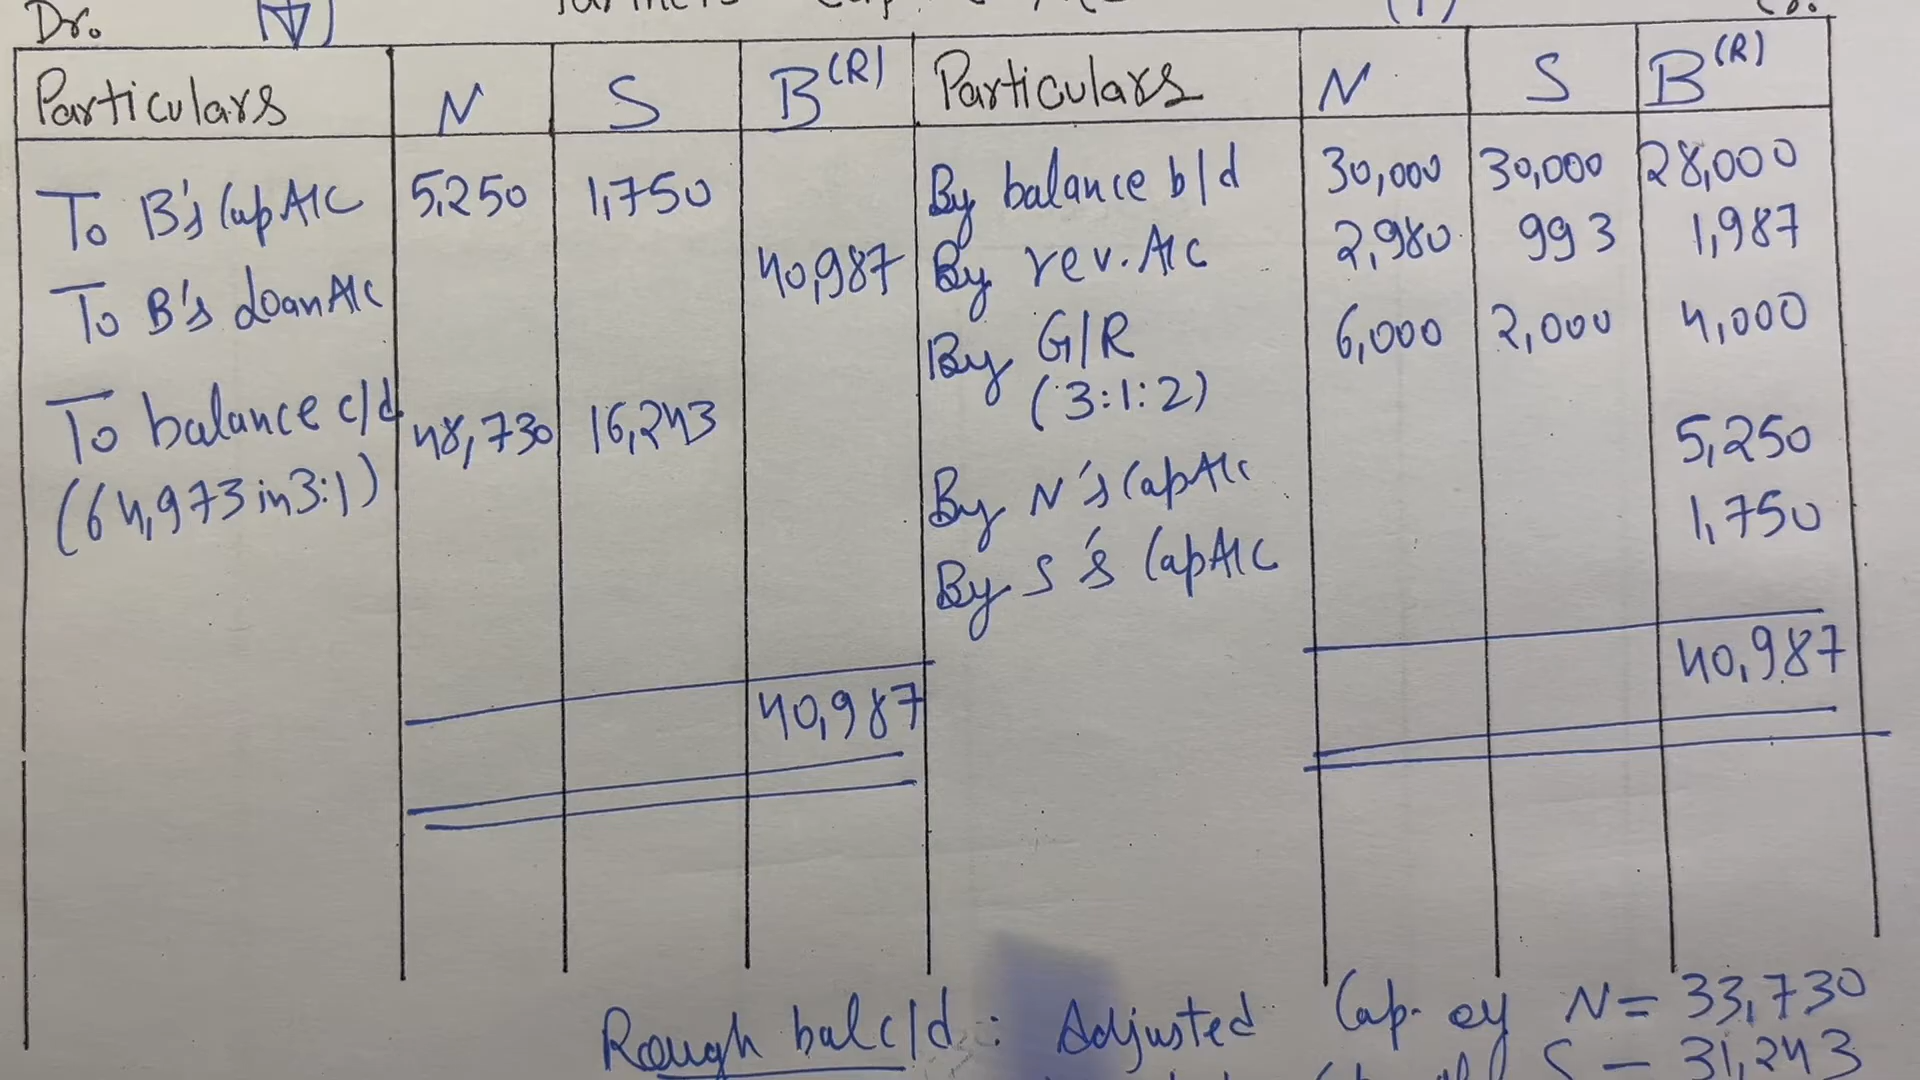 Dr.
Particulars N S B(R) Particulars N S B(R)
To B's Cap A/c 5,250 1,750 By balance b/d 30,000 30,000 28,000
To B's Loan A/c 40,987 By rev. A/c 2,980 993 1,987
By G/R 6,000 2,000 4,000
(3:1:2)
To balance c/d 48,730 16,243
(64,973 in 3:1)
By N's Cap A/c 5,250
By S's Cap A/c 1,750
40,987 40,987
Rough bal c/d : Adjusted Cap. of N = 33,730
S = 31,243